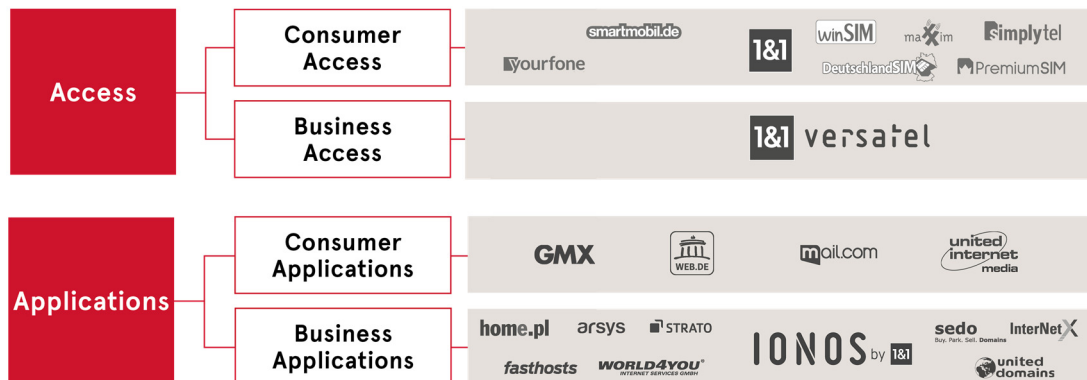 Access
Consumer
Access
smartmobil.de
yourfone
1&1
winSIM
maXXim
Simplytel
DeutschlandSIM
PremiumSIM
Business
Access
1&1 versatel
Applications
Consumer
Applications
GMX
WEB.DE
mail.com
united
internet
media
Business
Applications
home.pl
arsys
STRATO
fasthosts
WORLD4YOU®
INTERNET SERVICES GMBH
IONOS by 1&1
sedo
Buy. Park. Sell. Domains
InterNetX
united
domains